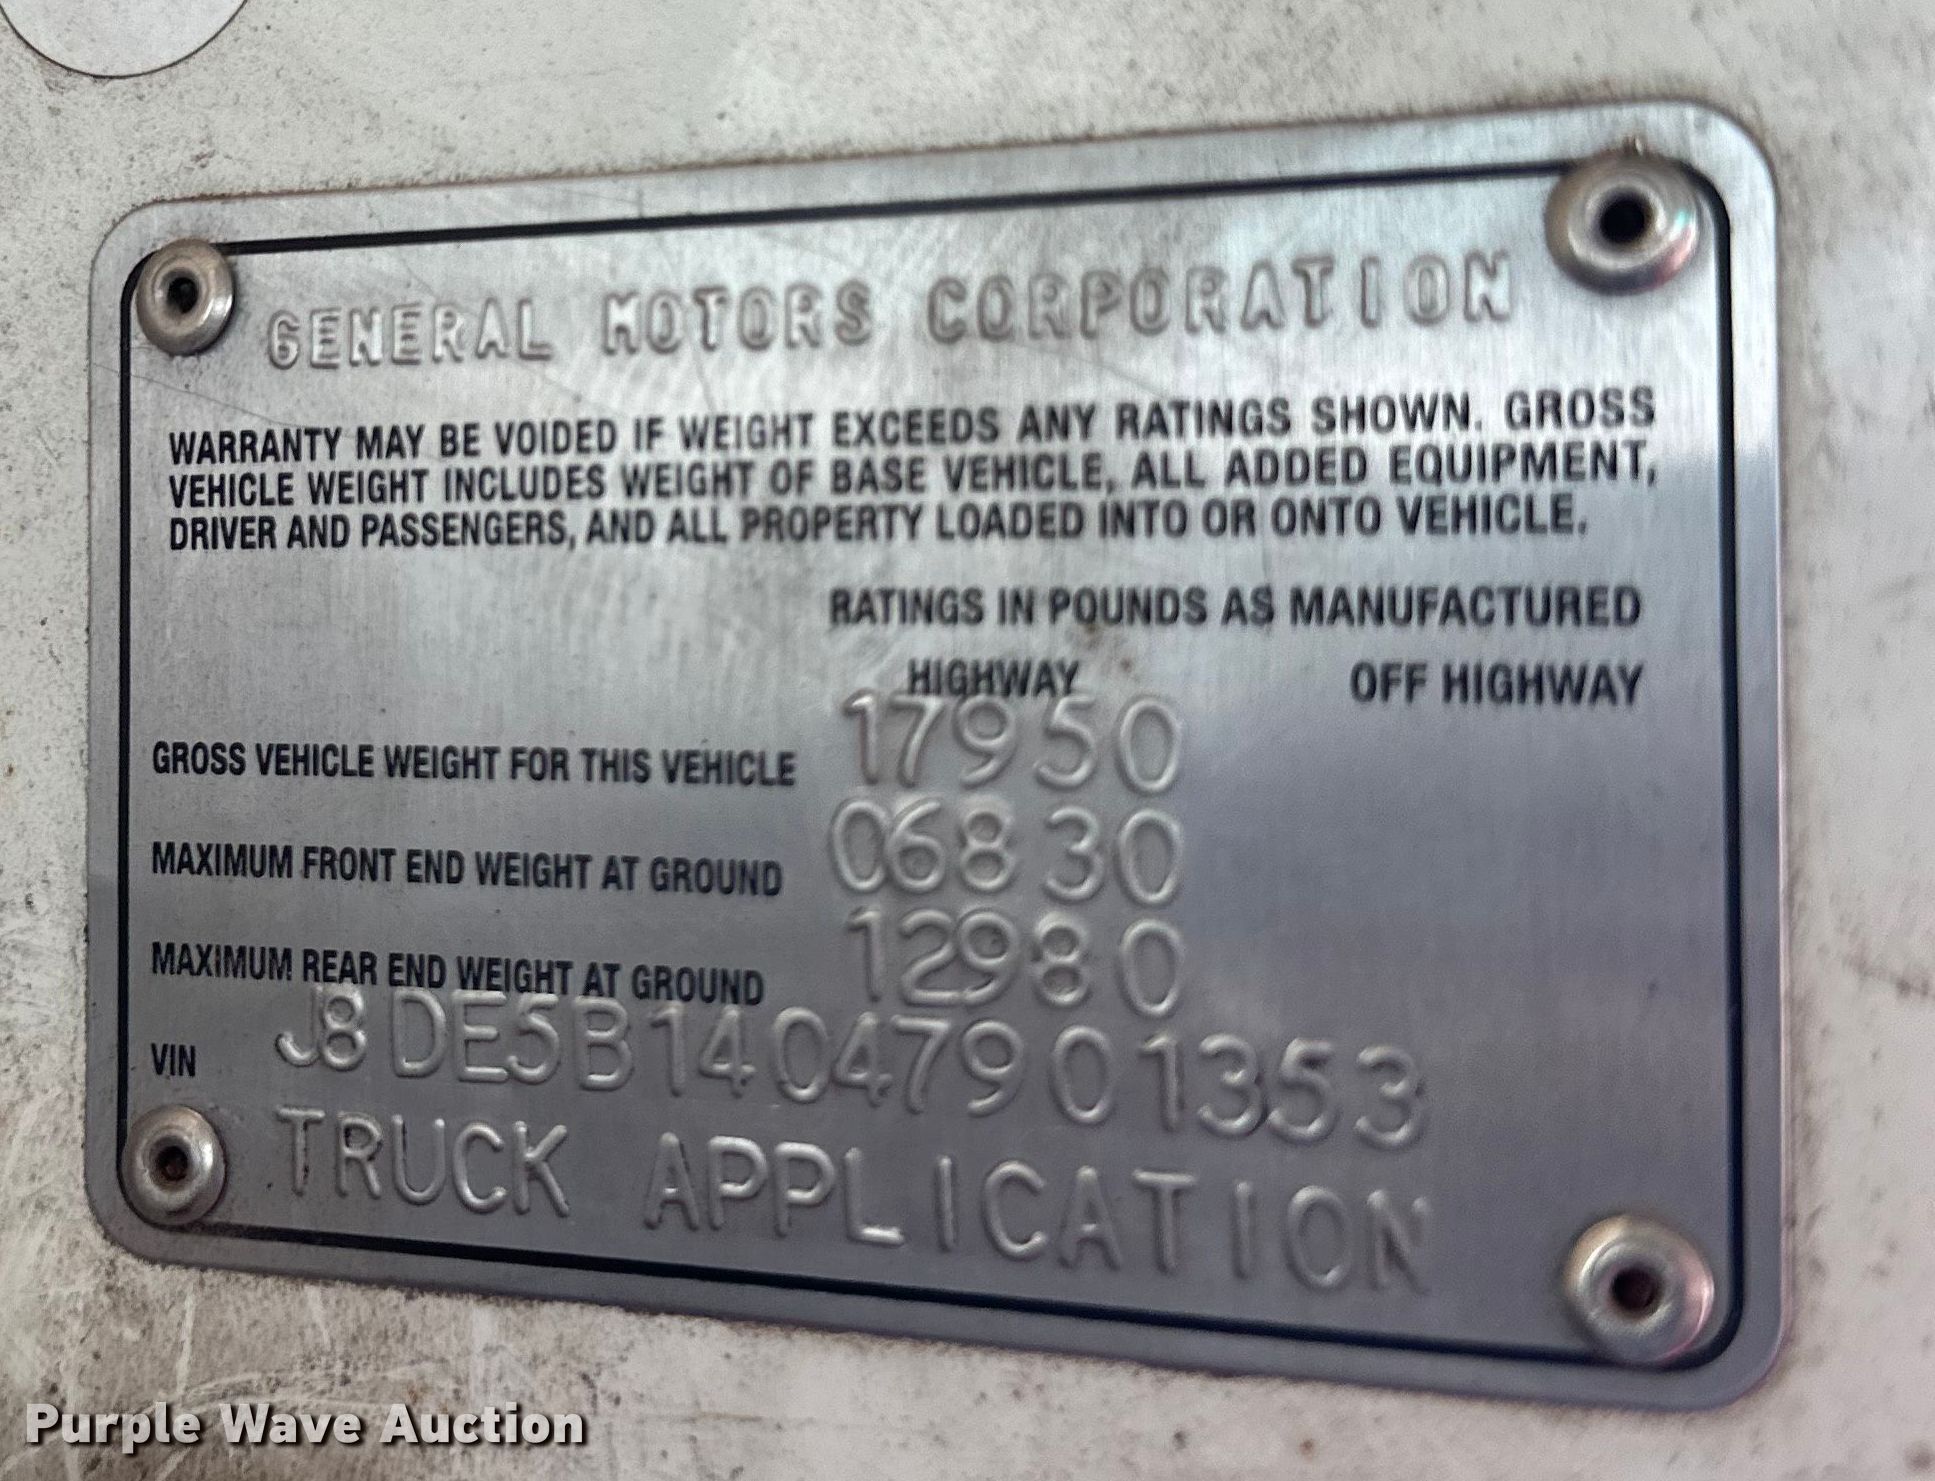 GENERAL MOTORS CORPORATION
WARRANTY MAY BE VOIDED IF WEIGHT EXCEEDS ANY RATINGS SHOWN. GROSS
VEHICLE WEIGHT INCLUDES WEIGHT OF BASE VEHICLE, ALL ADDED EQUIPMENT,
DRIVER AND PASSENGERS, AND ALL PROPERTY LOADED INTO OR ONTO VEHICLE.
RATINGS IN POUNDS AS MANUFACTURED
HIGHWAY OFF HIGHWAY
GROSS VEHICLE WEIGHT FOR THIS VEHICLE 17950
MAXIMUM FRONT END WEIGHT AT GROUND 06830
MAXIMUM REAR END WEIGHT AT GROUND 12980
VIN J8DE5B14047901353
TRUCK APPLICATION
Purple Wave Auction